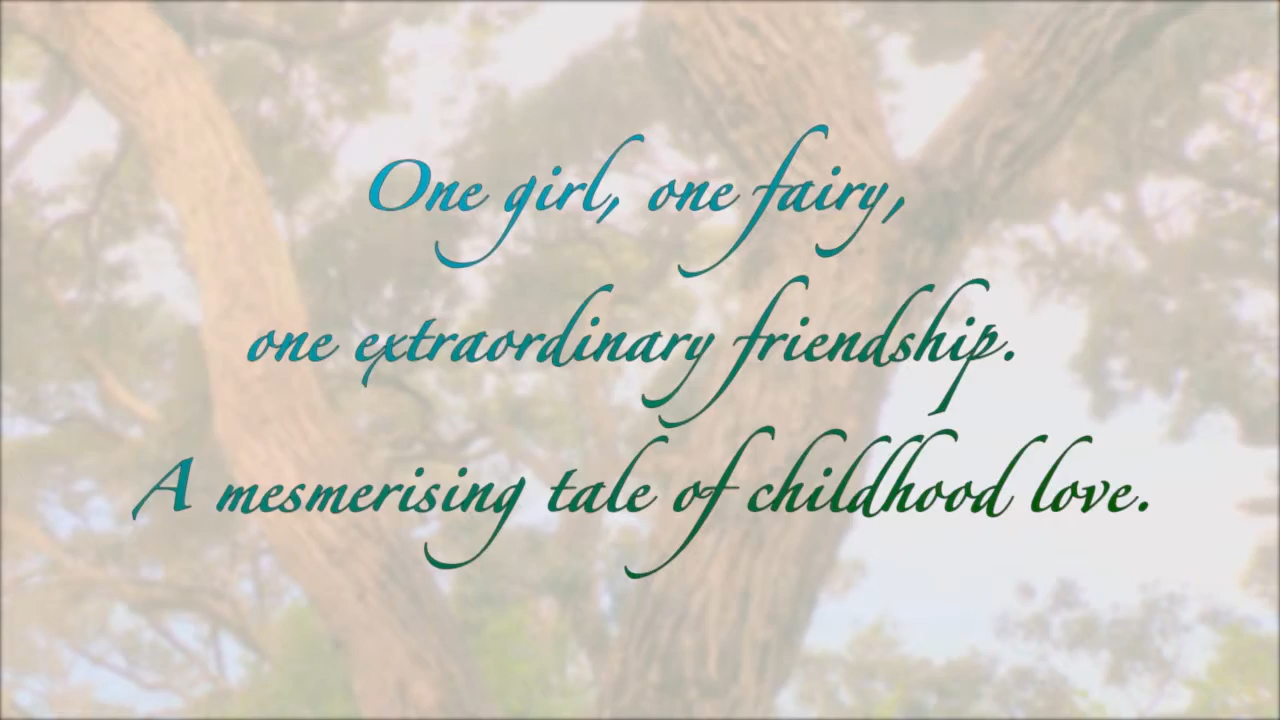 One girl, one fairy,
one extraordinary friendship.
A mesmerising tale of childhood love.